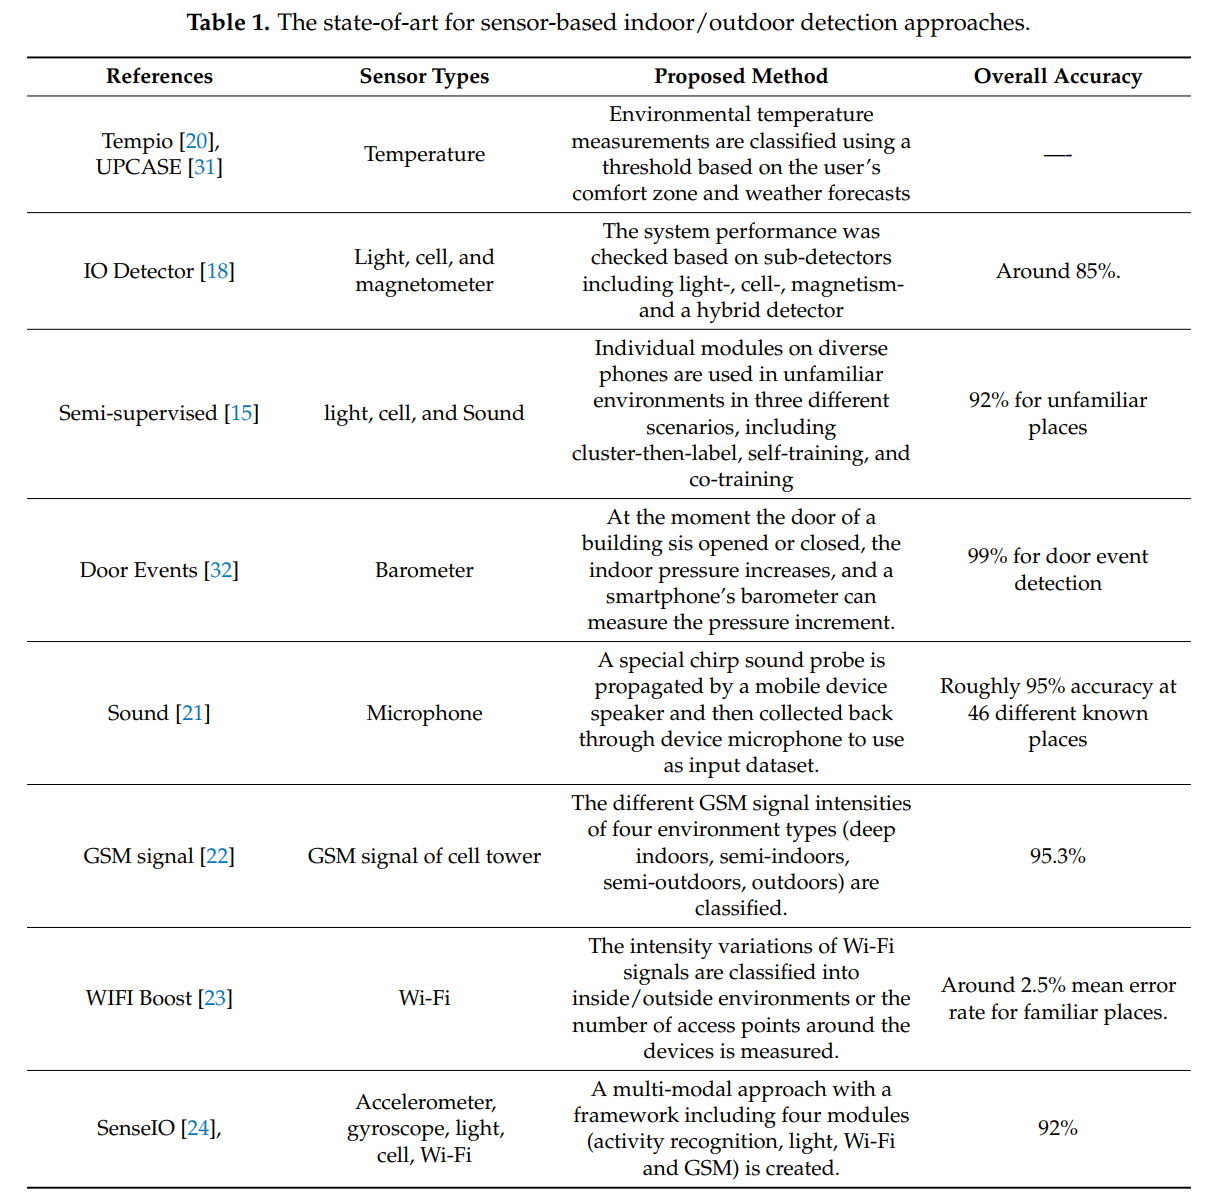 Table 1. The state-of-art for sensor-based indoor/outdoor detection approaches.
References Sensor Types Proposed Method Overall Accuracy
Tempio [20],
UPCASE [31]
Temperature
Environmental temperature
measurements are classified using a
threshold based on the user's
comfort zone and weather forecasts
—-
IO Detector [18]
Light, cell, and
magnetometer
The system performance was
checked based on sub-detectors
including light-, cell-, magnetism-
and a hybrid detector
Around 85%.
Semi-supervised [15]
light, cell, and Sound
Individual modules on diverse
phones are used in unfamiliar
environments in three different
scenarios, including
cluster-then-label, self-training, and
co-training
92% for unfamiliar
places
Door Events [32]
Barometer
At the moment the door of a
building sis opened or closed, the
indoor pressure increases, and a
smartphone's barometer can
measure the pressure increment.
99% for door event
detection
Sound [21]
Microphone
A special chirp sound probe is
propagated by a mobile device
speaker and then collected back
through device microphone to use
as input dataset.
Roughly 95% accuracy at
46 different known
places
GSM signal [22]
GSM signal of cell tower
The different GSM signal intensities
of four environment types (deep
indoors, semi-indoors,
semi-outdoors, outdoors) are
classified.
95.3%
WIFI Boost [23]
Wi-Fi
The intensity variations of Wi-Fi
signals are classified into
inside/outside environments or the
number of access points around the
devices is measured.
Around 2.5% mean error
rate for familiar places.
SenseIO [24],
Accelerometer,
gyroscope, light,
cell, Wi-Fi
A multi-modal approach with a
framework including four modules
(activity recognition, light, Wi-Fi
and GSM) is created.
92%